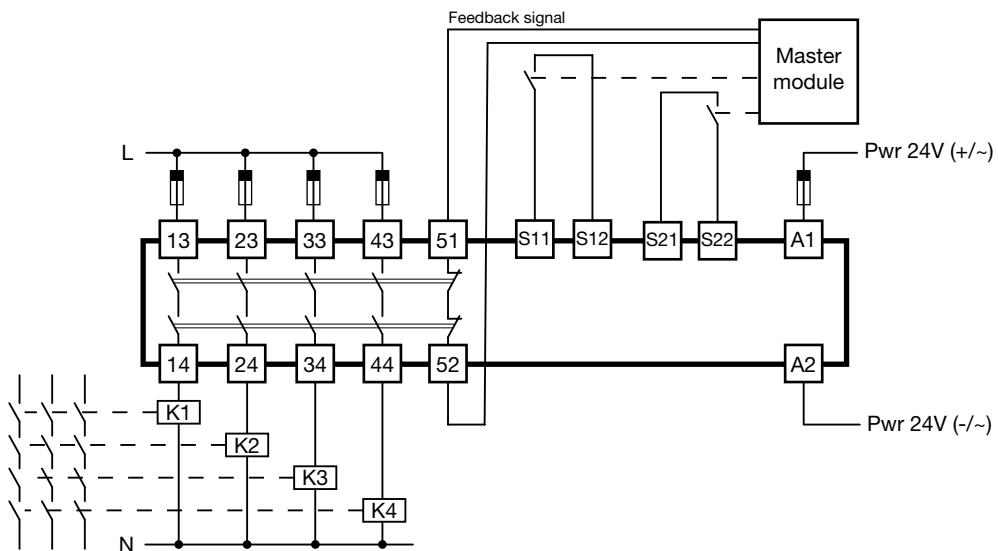 Feedback signal
Master
module
L
Pwr 24V (+/~)
13 23 33 43 51 S11 S12 S21 S22 A1
14 24 34 44 52 A2
K1
Pwr 24V (-/~)
K2
K3
K4
N